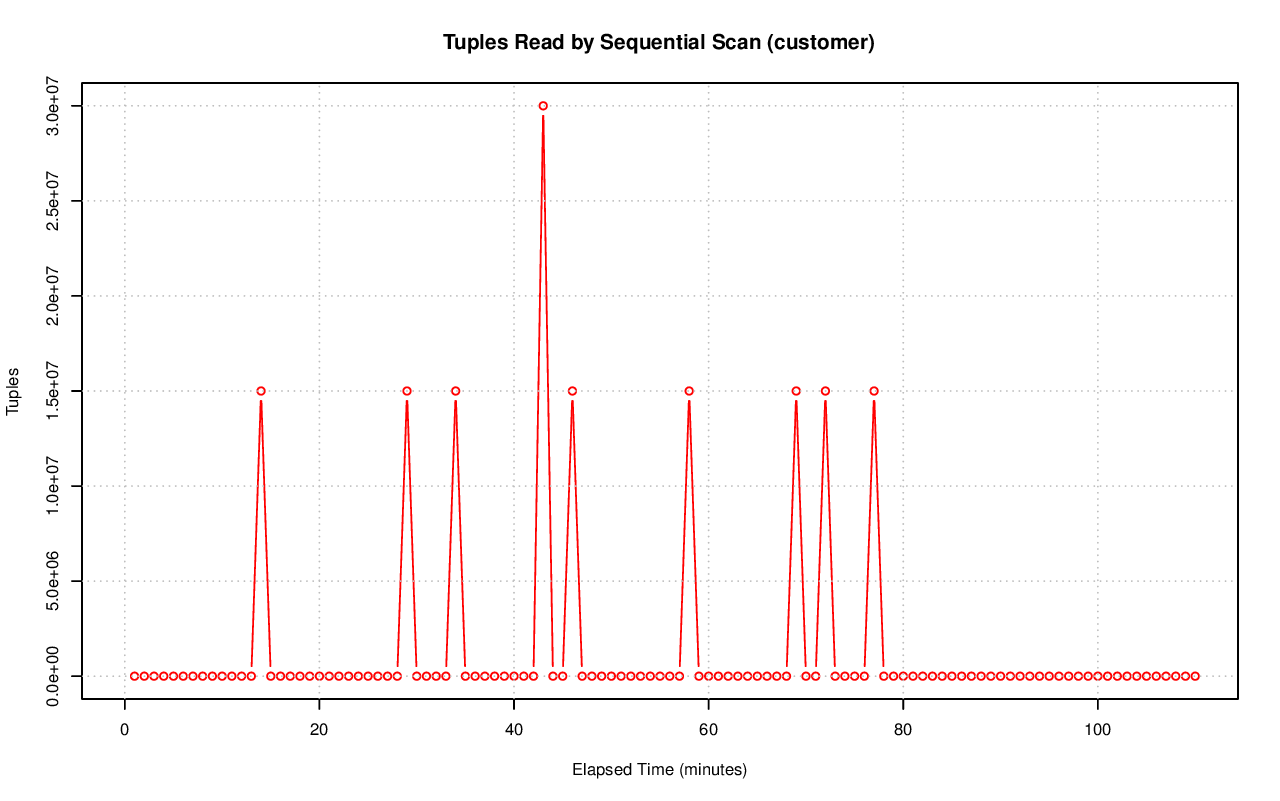 Tuples Read by Sequential Scan (customer)
Tuples
3.0e+07
2.5e+07
2.0e+07
1.5e+07
1.0e+07
5.0e+06
0.0e+00
0 20 40 60 80 100
Elapsed Time (minutes)